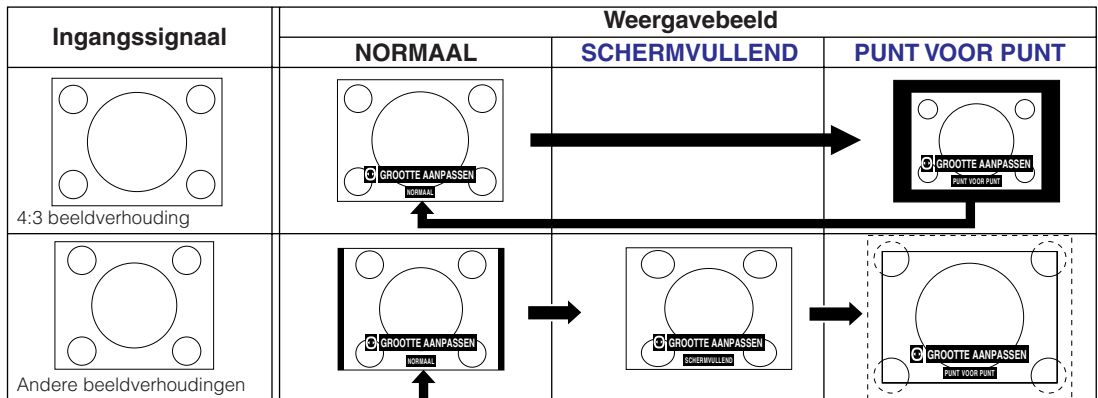 Ingangssignaal
Weergavebeeld
NORMAAL
SCHERMVULLEND
PUNT VOOR PUNT
4:3 beeldverhouding
GROOTTE AANPASSEN
NORMAAL
GROOTTE AANPASSEN
PUNT VOOR PUNT
Andere beeldverhoudingen
GROOTTE AANPASSEN
NORMAAL
GROOTTE AANPASSEN
SCHERMVULLEND
GROOTTE AANPASSEN
PUNT VOOR PUNT